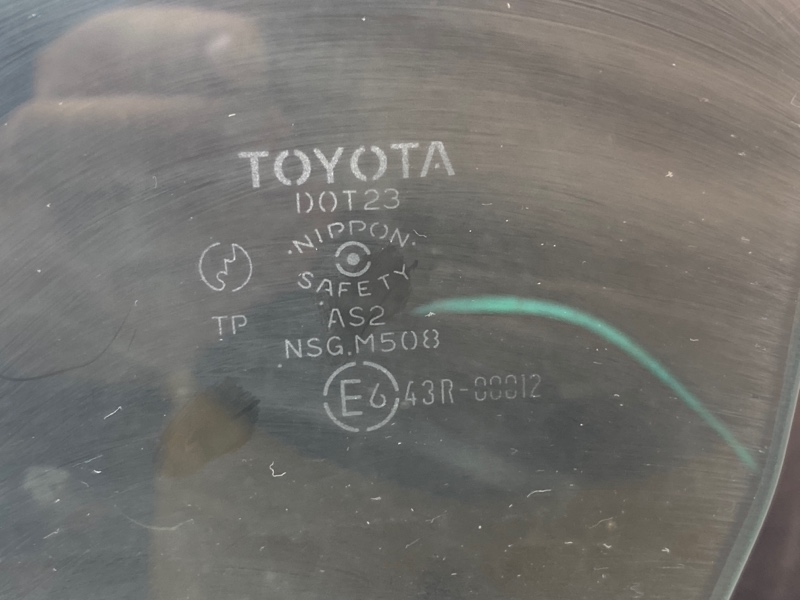 TOYOTA
DOT23
NIPPON
SAFETY
TP
AS2
NSG.M508
E6 43R-00012